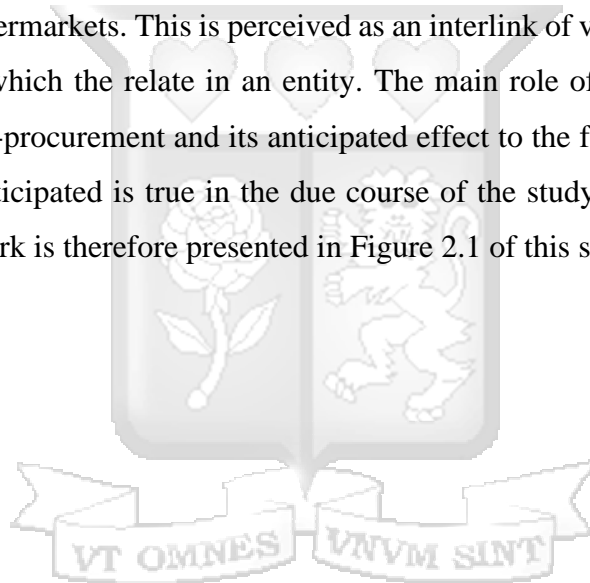 ermarkets. This is perceived as an interlink of v
which the relate in an entity. The main role of
-procurement and its anticipated effect to the f
ticipated is true in the due course of the study
rk is therefore presented in Figure 2.1 of this s
VT OMNES VNVM SINT